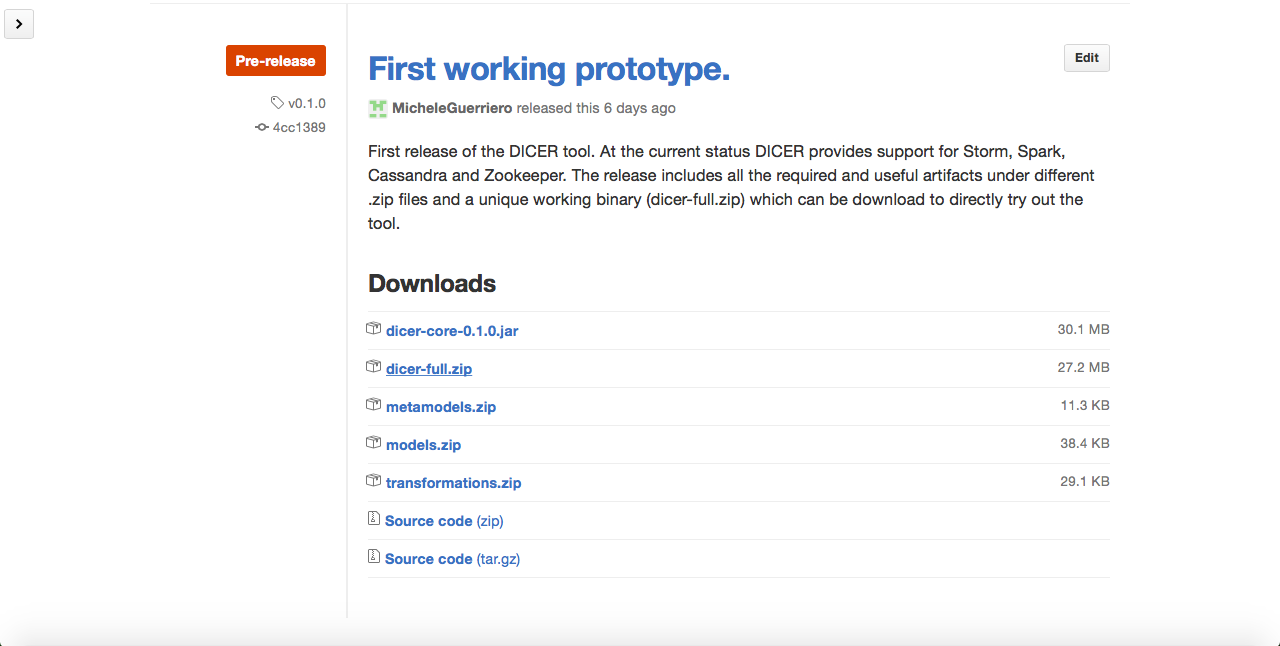 Pre-release
v0.1.0
4cc1389
First working prototype.
Edit
MicheleGuerriero released this 6 days ago
First release of the DICER tool. At the current status DICER provides support for Storm, Spark,
Cassandra and Zookeeper. The release includes all the required and useful artifacts under different
.zip files and a unique working binary (dicer-full.zip) which can be download to directly try out the
tool.
Downloads
dicer-core-0.1.0.jar 30.1 MB
dicer-full.zip 27.2 MB
metamodels.zip 11.3 KB
models.zip 38.4 KB
transformations.zip 29.1 KB
Source code (zip)
Source code (tar.gz)